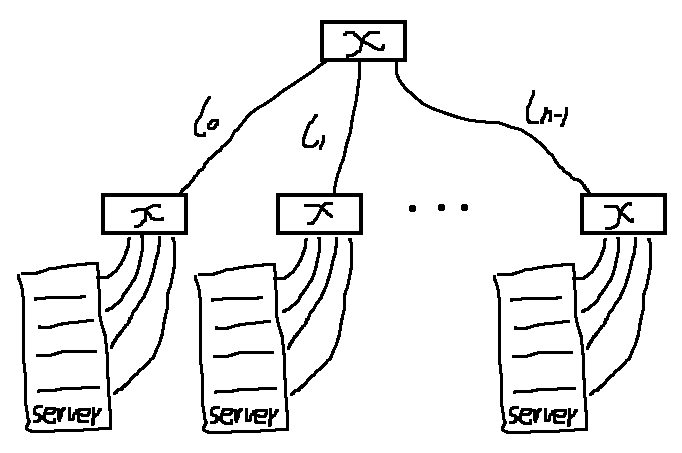 x
l0 l1 ln-1
x x ... x
server server server